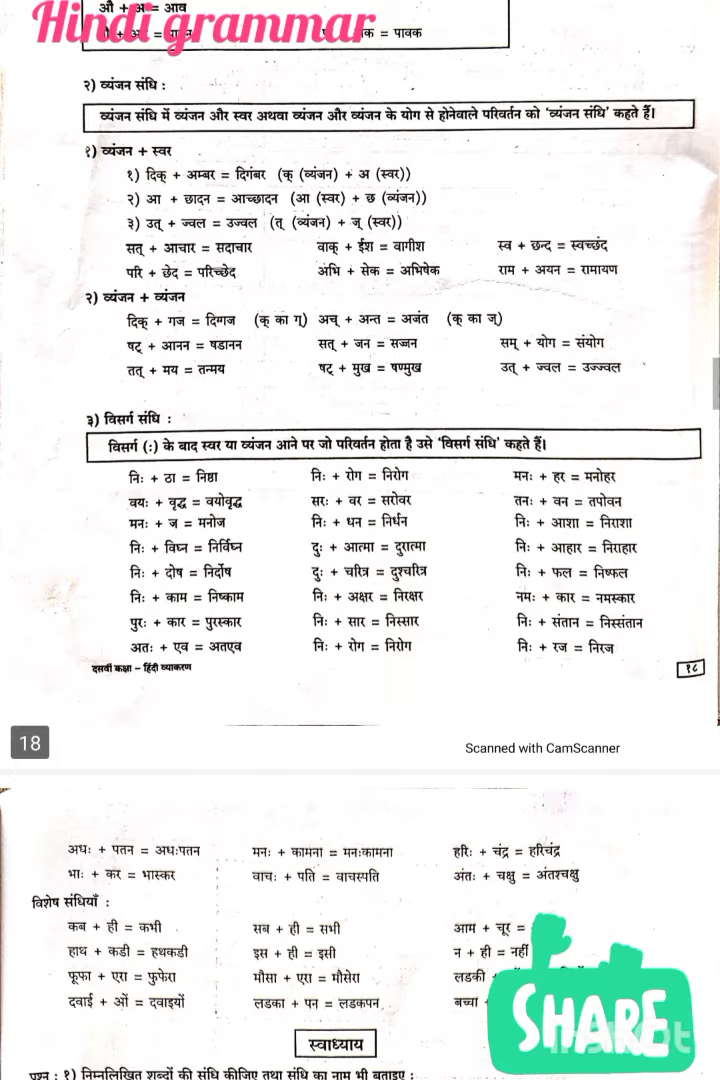 औ + अ = आव
Hindi grammar
क = पावक
२) व्यंजन संधि :
व्यंजन संधि में व्यंजन और स्वर अथवा व्यंजन और व्यंजन के योग से होनेवाले परिवर्तन को 'व्यंजन संधि' कहते हैं।
१) व्यंजन + स्वर
१) दिक् + अम्बर = दिगंबर (क् (व्यंजन) + अ (स्वर))
२) आ + छादन = आच्छादन (आ (स्वर) + छ (व्यंजन))
३) उत् + ज्वल = उज्वल (त् (व्यंजन) + ज् (स्वर))
सत् + आचार = सदाचार वाक् + ईश = वागीश स्व + छन्द = स्वच्छंद
परि + छेद = परिच्छेद अभि + सेक = अभिषेक राम + अयन = रामायण
२) व्यंजन + व्यंजन
दिक् + गज = दिग्गज (क् का ग्) अच् + अन्त = अजंत (क् का ज्)
षट् + आनन = षडानन सत् + जन = सज्जन सम् + योग = संयोग
तत् + मय = तन्मय षट् + मुख = षण्मुख उत् + ज्वल = उज्ज्वल
३) विसर्ग संधि :
विसर्ग (:) के बाद स्वर या व्यंजन आने पर जो परिवर्तन होता है उसे 'विसर्ग संधि' कहते हैं।
निः + ठा = निष्ठा निः + रोग = निरोग मनः + हर = मनोहर
वयः + वृद्ध = वयोवृद्ध सरः + वर = सरोवर तनः + वन = तपोवन
मनः + ज = मनोज निः + धन = निर्धन निः + आशा = निराशा
निः + विघ्न = निर्विघ्न दुः + आत्मा = दुरात्मा निः + आहार = निराहार
निः + दोष = निर्दोष दुः + चरित्र = दुश्चरित्र निः + फल = निष्फल
निः + काम = निष्काम निः + अक्षर = निरक्षर नमः + कार = नमस्कार
पुरः + कार = पुरस्कार निः + सार = निस्सार निः + संतान = निस्संतान
अतः + एव = अतएव निः + रोग = निरोग निः + रज = निरज
दसवीं कक्षा – हिंदी व्याकरण १८
18
Scanned with CamScanner
अधः + पतन = अधःपतन मनः + कामना = मनःकामना हरिः + चंद्र = हरिचंद्र
भाः + कर = भास्कर वाचः + पति = वाचस्पति अंतः + चक्षु = अंतश्चक्षु
विशेष संधियाँ :
कब + ही = कभी सब + ही = सभी आम + चूर =
हाथ + कडी = हथकडी इस + ही = इसी न + ही = नहीं
फूफा + एरा = फुफेरा मौसा + एरा = मौसेरा लडकी +
दवाई + ओं = दवाइयों लडका + पन = लडकपन बच्चा +
SHARE
स्वाध्याय
प्रश्न : १) निम्नलिखित शब्दों की संधि कीजिए तथा संधि का नाम भी बताइए :